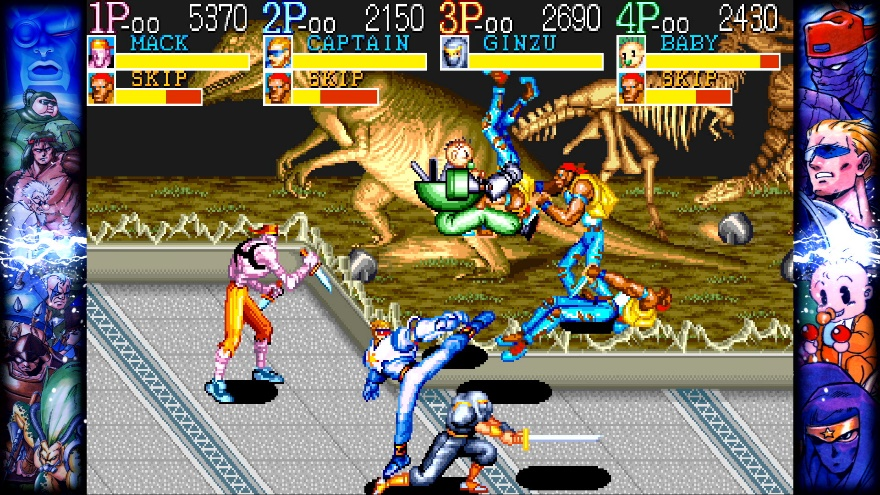 1P-00 5370 2P-00 2150 3P-00 2690 4P-00 2430
MACK CAPTAIN GINZU BABY
SKIP SKIP SKIP